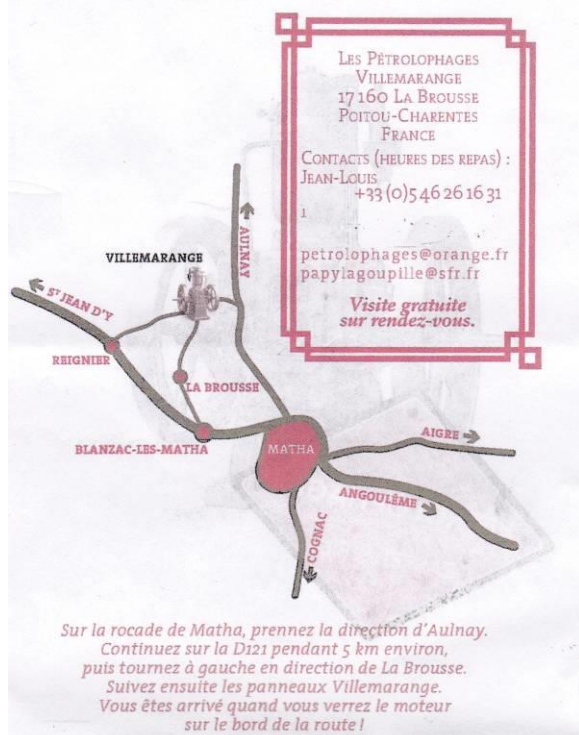 Les Pétrolophages
Villemarange
17160 La Brousse
Poitou-Charentes
France
Contacts (heures des repas) :
Jean-Louis
+33 (0)5 46 26 16 31
1
petrolophages@orange.fr
papylagoupille@sfr.fr
Visite gratuite
sur rendez-vous.
AULNAY
VILLEMARANGE
ST JEAN D'Y
REIGNIER
LA BROUSSE
BLANZAC-LES-MATHA
MATHA
AIGRE
ANGOULÊME
COGNAC
Sur la rocade de Matha, prennez la direction d'Aulnay.
Continuez sur la D121 pendant 5 km environ,
puis tournez à gauche en direction de La Brousse.
Suivez ensuite les panneaux Villemarange.
Vous êtes arrivé quand vous verrez le moteur
sur le bord de la route !